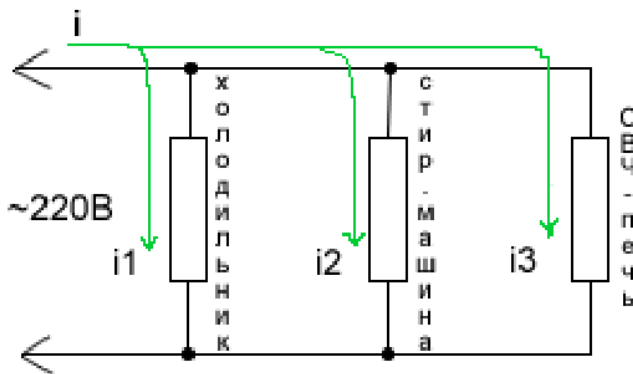 i
~220В
i1
холодильник
i2
стир.машина
i3
СВЧ-печь